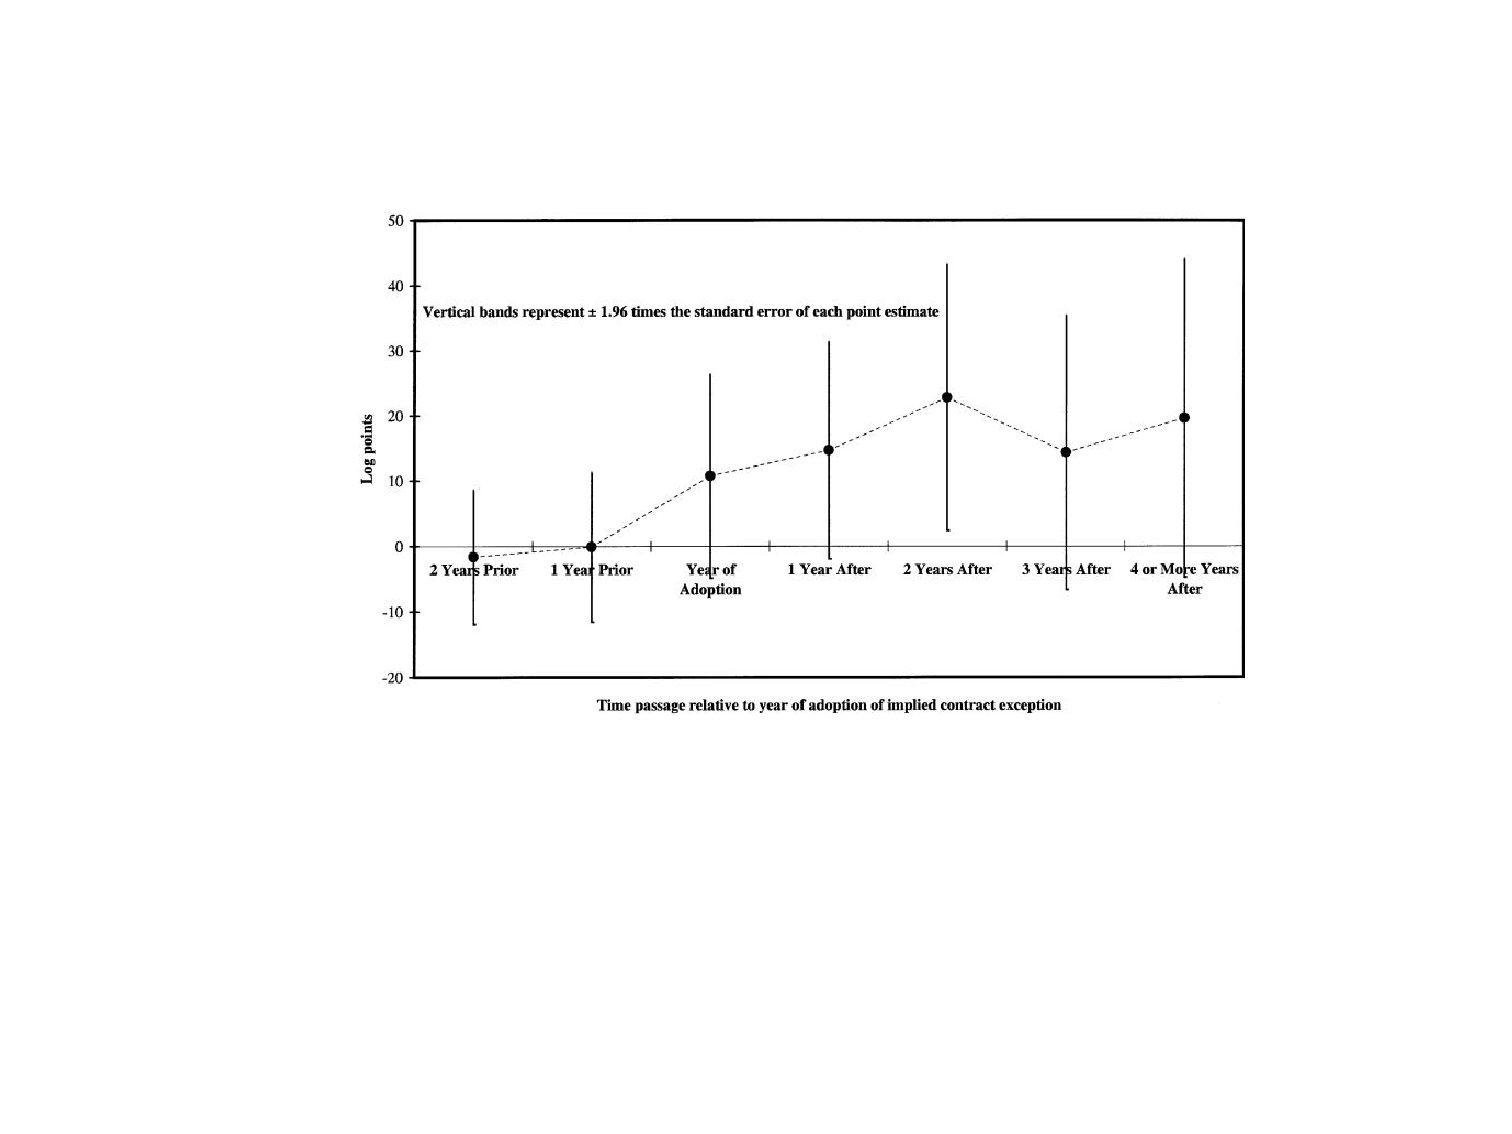 50
40
Vertical bands represent ± 1.96 times the standard error of each point estimate
30
20
Log points
10
0
2 Years Prior 1 Year Prior Year of Adoption 1 Year After 2 Years After 3 Years After 4 or More Years After
-10
-20
Time passage relative to year of adoption of implied contract exception